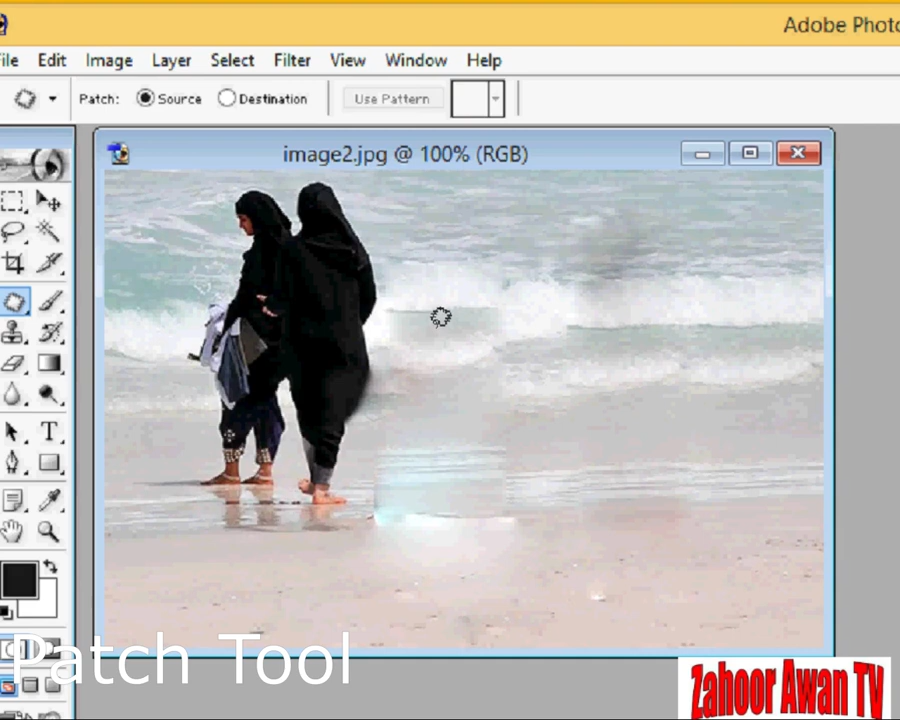 Adobe Photo
File Edit Image Layer Select Filter View Window Help
Patch: Source Destination Use Pattern
image2.jpg @ 100% (RGB)
T
Patch Tool
Zahoor Awan TV